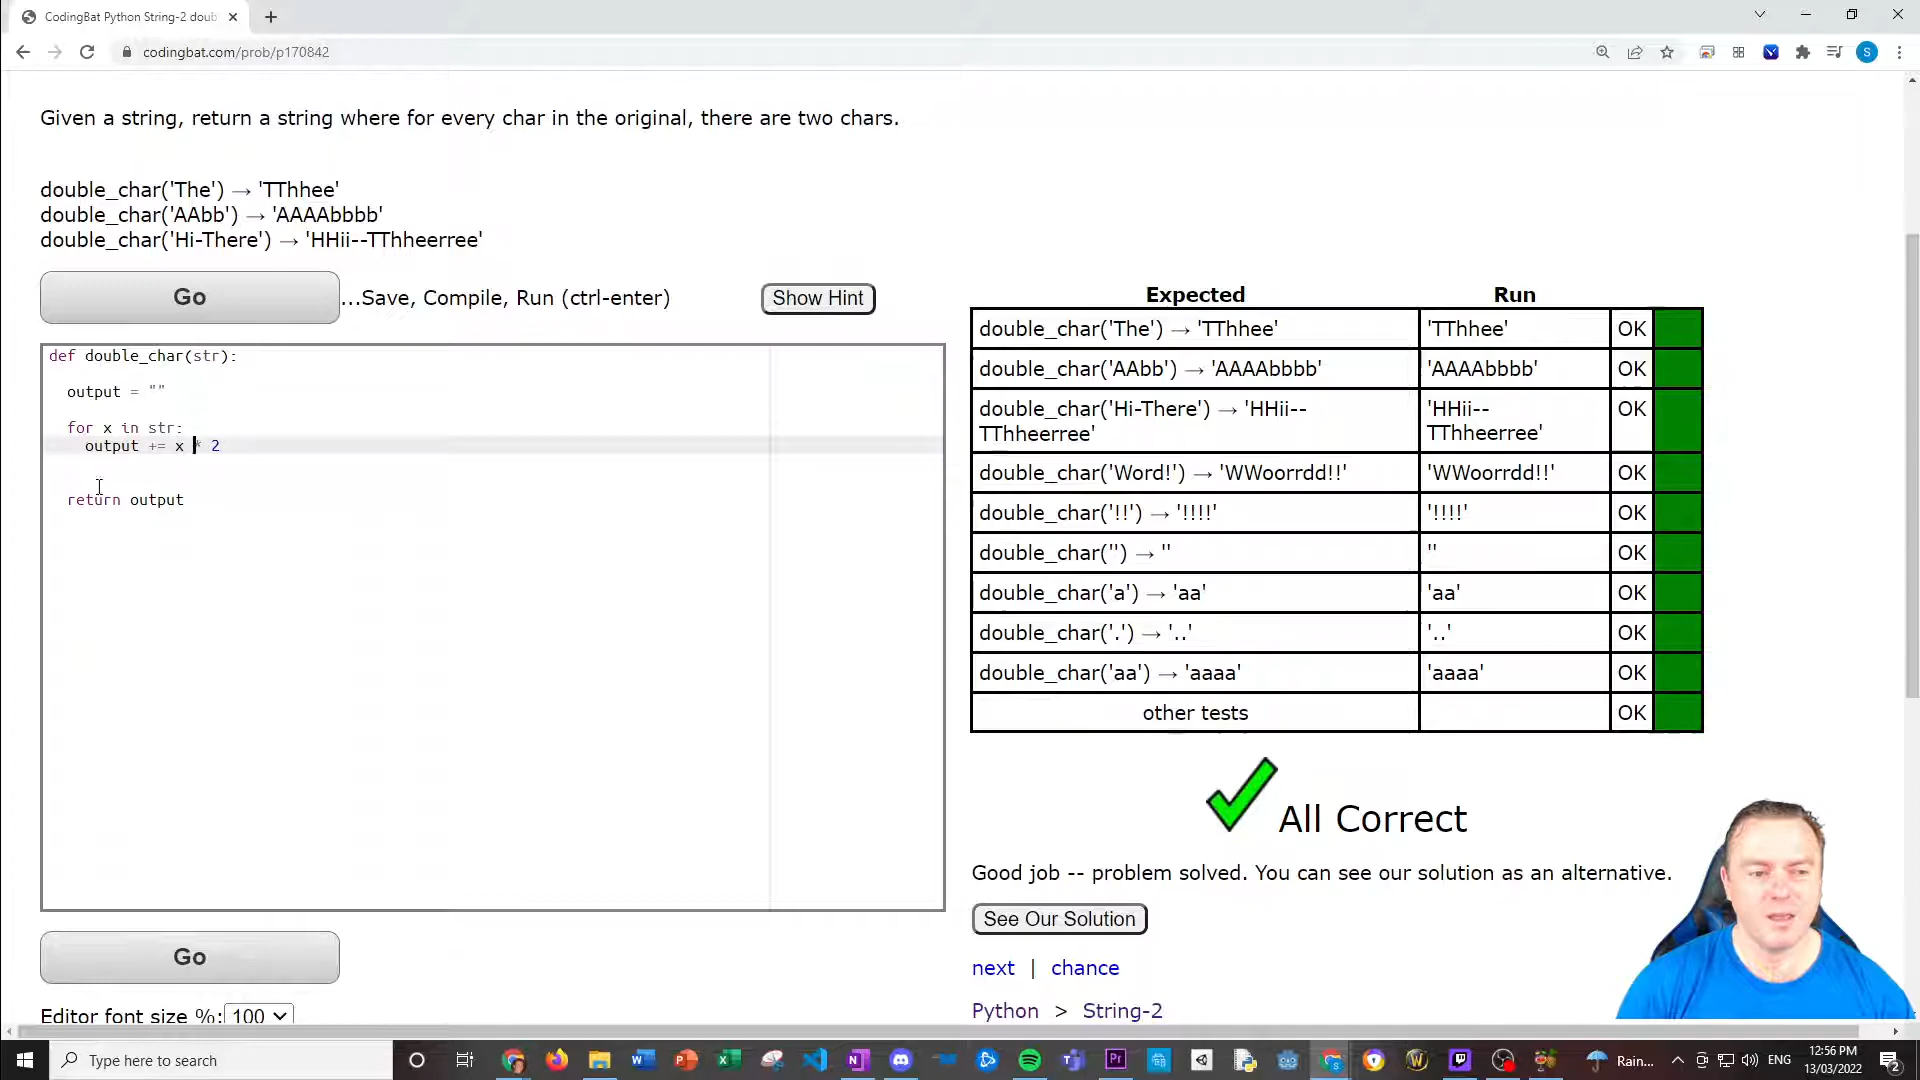 CodingBat Python String-2 doub
codingbat.com/prob/p170842
S
Given a string, return a string where for every char in the original, there are two chars.
double_char('The') → 'TThhee'
double_char('AAbb') → 'AAAAbbbb'
double_char('Hi-There') → 'HHii--TThheerree'
Go
...Save, Compile, Run (ctrl-enter)
Show Hint
def double_char(str):
output = ""
for x in str:
output += x * 2
return output
Go
Editor font size %: 100
Expected Run
double_char('The') → 'TThhee' 'TThhee' OK
double_char('AAbb') → 'AAAAbbbb' 'AAAAbbbb' OK
double_char('Hi-There') → 'HHii-- 'HHii-- OK
TThheerree' TThheerree'
double_char('Word!') → 'WWoorrdd!!' 'WWoorrdd!!' OK
double_char('!!') → '!!!!' '!!!!' OK
double_char('') → '' '' OK
double_char('a') → 'aa' 'aa' OK
double_char('.') → '..' '..' OK
double_char('aa') → 'aaaa' 'aaaa' OK
other tests OK
All Correct
Good job -- problem solved. You can see our solution as an alternative.
See Our Solution
next | chance
Python > String-2
Type here to search
Rain...
ENG
12:56 PM
13/03/2022
2